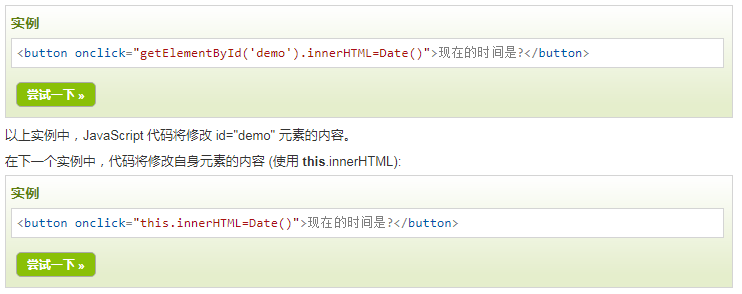 实例
<button onclick="getElementById('demo').innerHTML=Date()">现在的时间是?</button>
尝试一下 »
以上实例中，JavaScript 代码将修改 id="demo" 元素的内容。
在下一个实例中，代码将修改自身元素的内容 (使用 this.innerHTML):
实例
<button onclick="this.innerHTML=Date()">现在的时间是?</button>
尝试一下 »